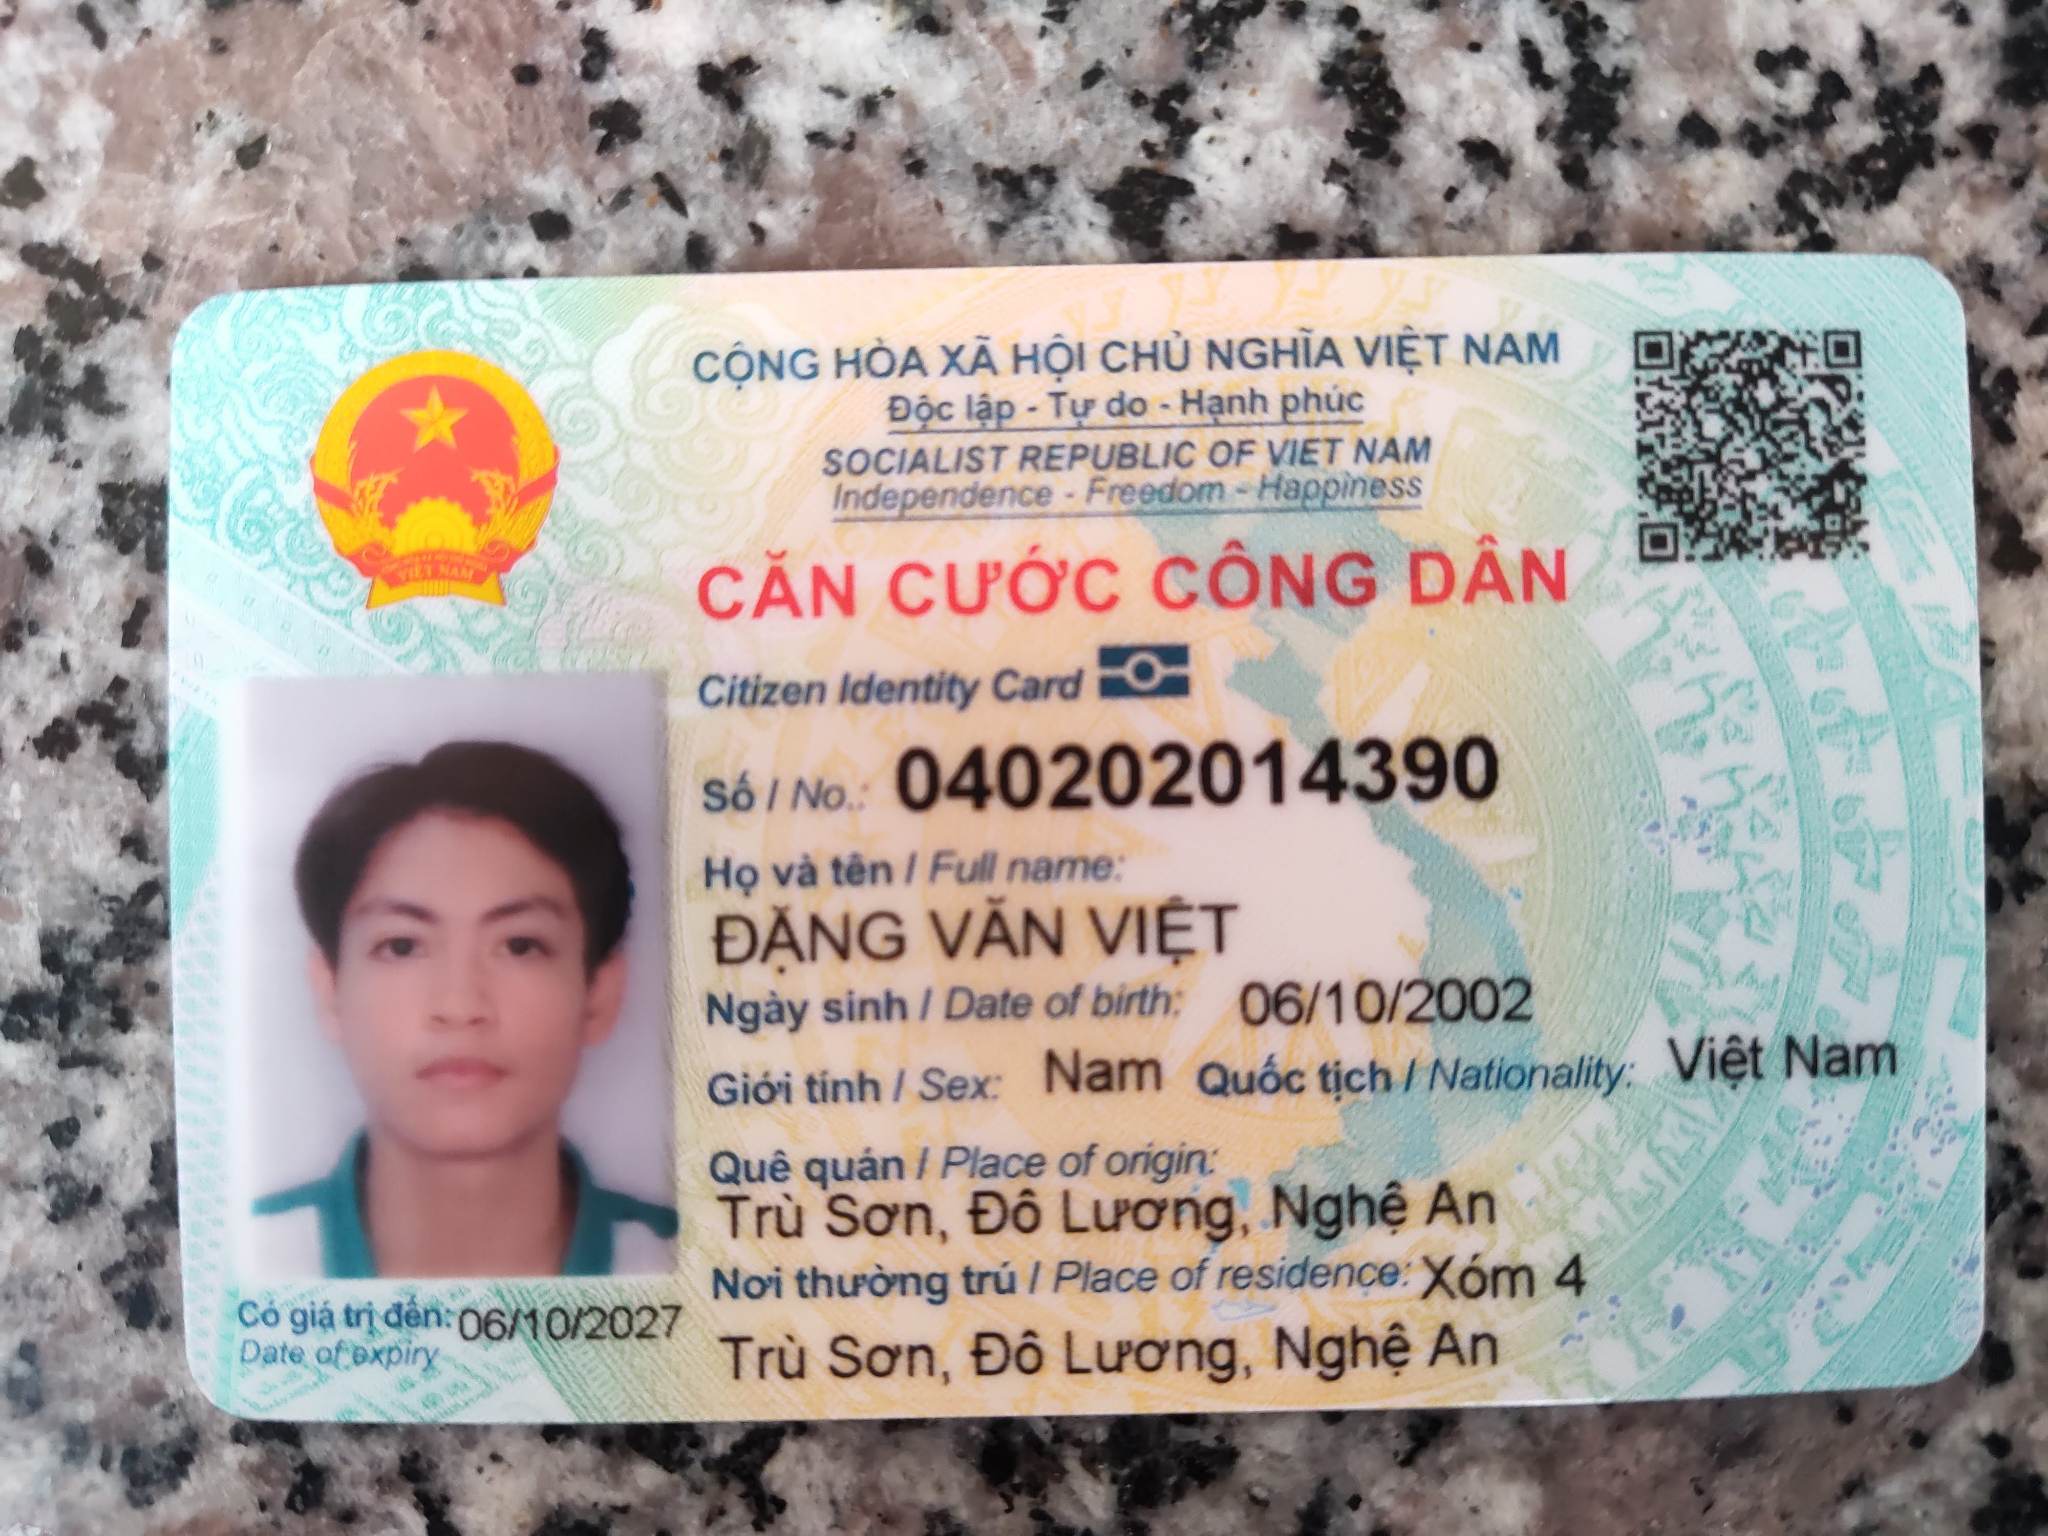 CỘNG HÒA XÃ HỘI CHỦ NGHĨA VIỆT NAM
Độc lập - Tự do - Hạnh phúc
SOCIALIST REPUBLIC OF VIET NAM
Independence - Freedom - Happiness
CĂN CƯỚC CÔNG DÂN
Citizen Identity Card
VIỆT NAM
Số / No.: 040202014390
Họ và tên / Full name:
ĐẶNG VĂN VIỆT
Ngày sinh / Date of birth: 06/10/2002
Giới tính / Sex: Nam Quốc tịch / Nationality: Việt Nam
Quê quán / Place of origin:
Trù Sơn, Đô Lương, Nghệ An
Nơi thường trú / Place of residence: Xóm 4
Trù Sơn, Đô Lương, Nghệ An
Có giá trị đến: 06/10/2027
Date of expiry